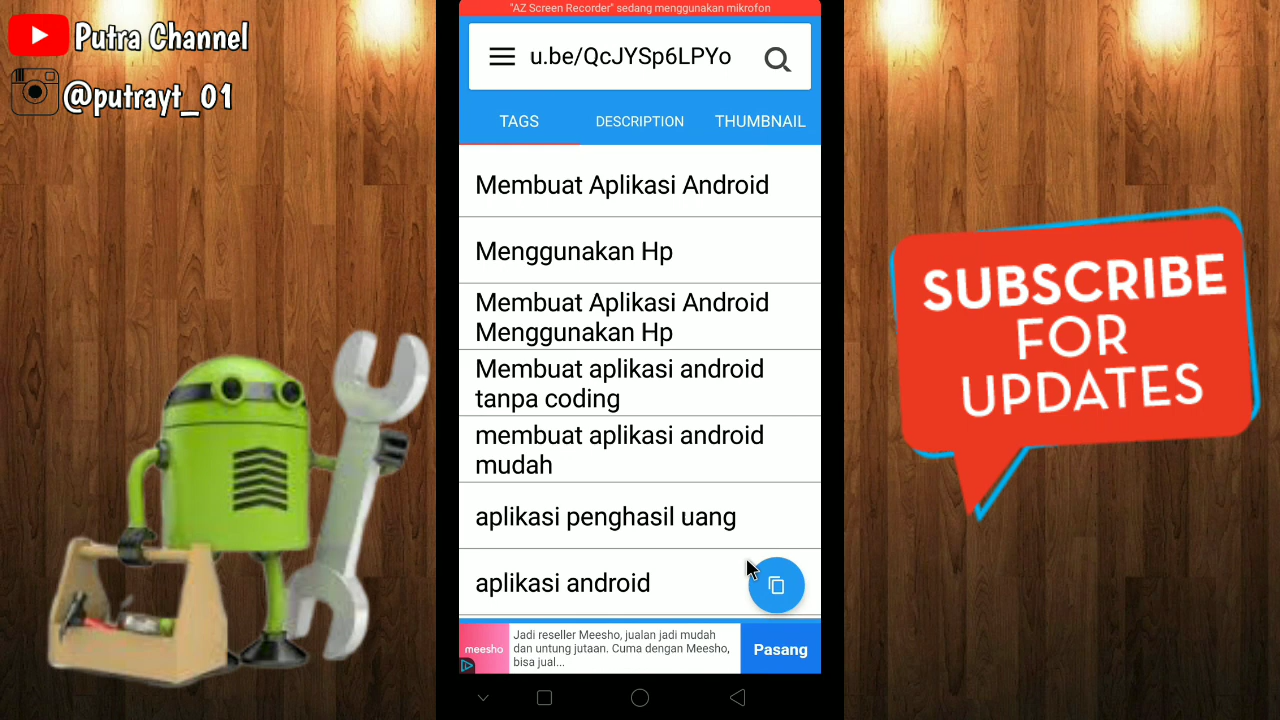 Putra Channel
@putrayt_01
"AZ Screen Recorder" sedang menggunakan mikrofon
u.be/QcJYSp6LPYo
TAGS
DESCRIPTION
THUMBNAIL
Membuat Aplikasi Android
Menggunakan Hp
Membuat Aplikasi Android
Menggunakan Hp
Membuat aplikasi android
tanpa coding
membuat aplikasi android
mudah
aplikasi penghasil uang
aplikasi android
meesho
Jadi reseller Meesho, jualan jadi mudah
dan untung jutaan. Cuma dengan Meesho,
bisa jual...
Pasang
SUBSCRIBE
FOR
UPDATES